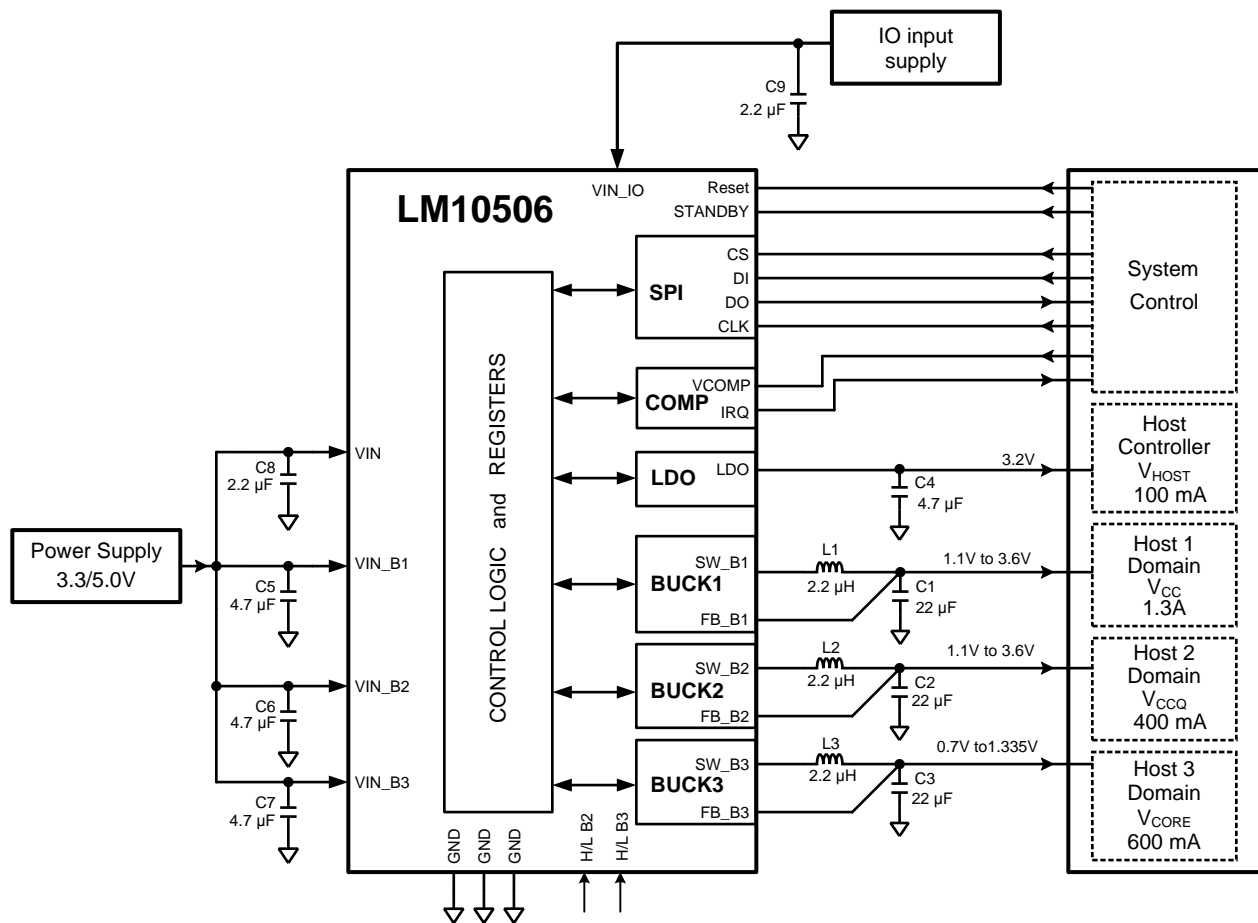 IO input
supply
C9
2.2 µF
VIN_IO
LM10506
Reset
STANDBY
CS
DI
DO
CLK
SPI
System
Control
CONTROL LOGIC and REGISTERS
VCOMP
IRQ
COMP
LDO
LDO
3.2V
C4
4.7 µF
Host
Controller
VHOST
100 mA
Power Supply
3.3/5.0V
VIN
C8
2.2 µF
VIN_B1
C5
4.7 µF
VIN_B2
C6
4.7 µF
VIN_B3
C7
4.7 µF
SW_B1
BUCK1
FB_B1
L1
2.2 µH
1.1V to 3.6V
C1
22 µF
Host 1
Domain
VCC
1.3A
SW_B2
BUCK2
FB_B2
L2
2.2 µH
1.1V to 3.6V
C2
22 µF
Host 2
Domain
VCCQ
400 mA
SW_B3
BUCK3
FB_B3
L3
2.2 µH
0.7V to1.335V
C3
22 µF
Host 3
Domain
VCORE
600 mA
GND
GND
GND
H/L B2
H/L B3